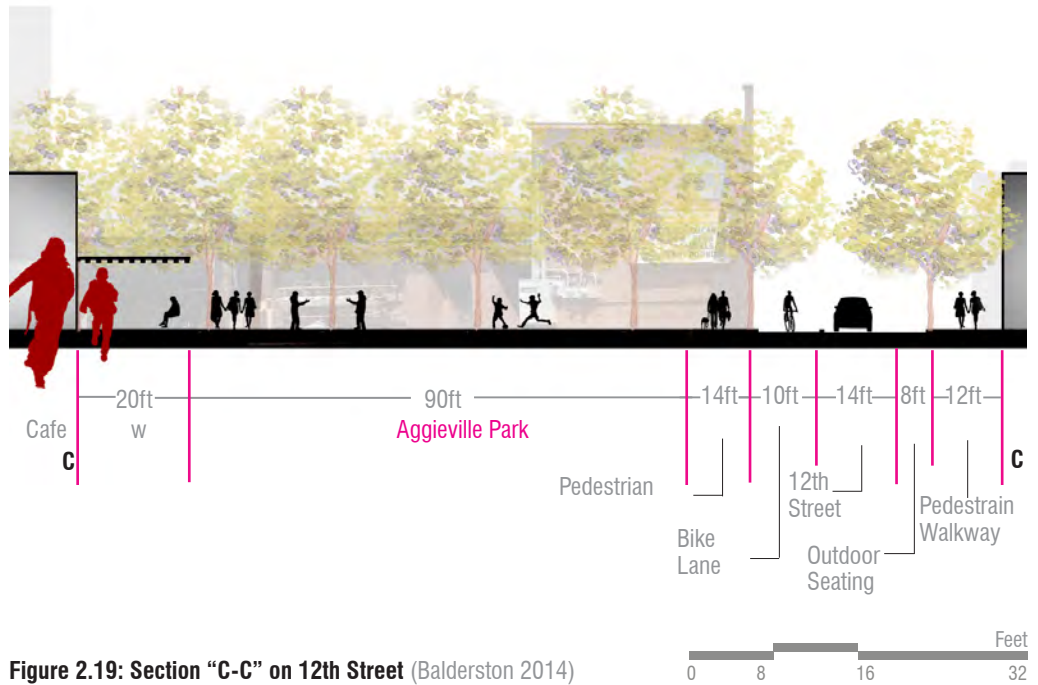 20ft
90ft
14ft
10ft
14ft
8ft
12ft
Cafe
w
Aggieville Park
C
C
Pedestrian
12th
Street
Pedestrain
Walkway
Bike
Lane
Outdoor
Seating
Feet
Figure 2.19: Section “C-C” on 12th Street (Balderston 2014)
0 8 16 32